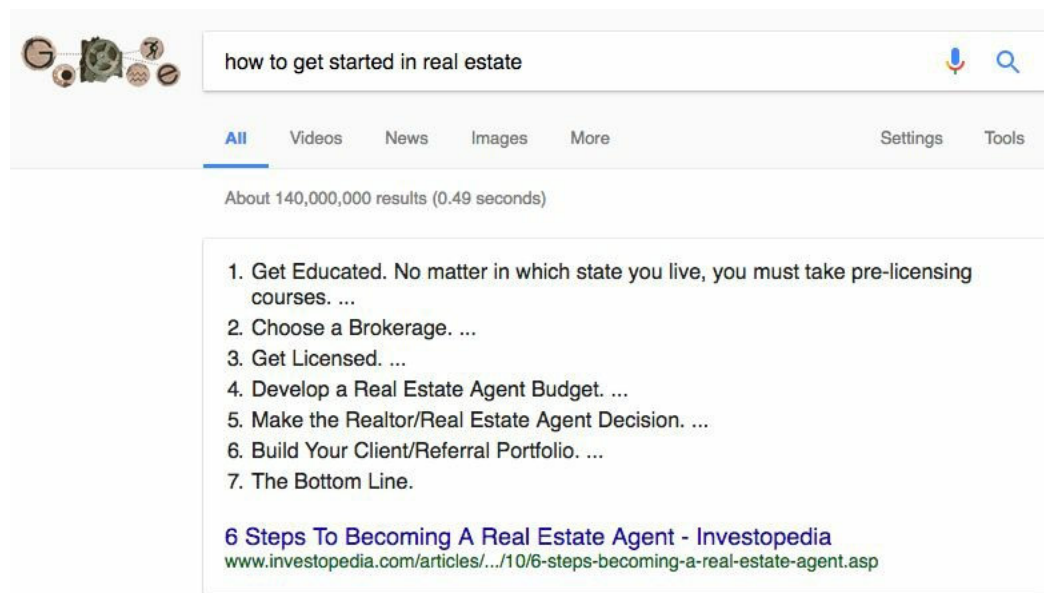 how to get started in real estate
All Videos News Images More Settings Tools
About 140,000,000 results (0.49 seconds)
1. Get Educated. No matter in which state you live, you must take pre-licensing
courses. ...
2. Choose a Brokerage. ...
3. Get Licensed. ...
4. Develop a Real Estate Agent Budget. ...
5. Make the Realtor/Real Estate Agent Decision. ...
6. Build Your Client/Referral Portfolio. ...
7. The Bottom Line.
6 Steps To Becoming A Real Estate Agent - Investopedia
www.investopedia.com/articles/.../10/6-steps-becoming-a-real-estate-agent.asp